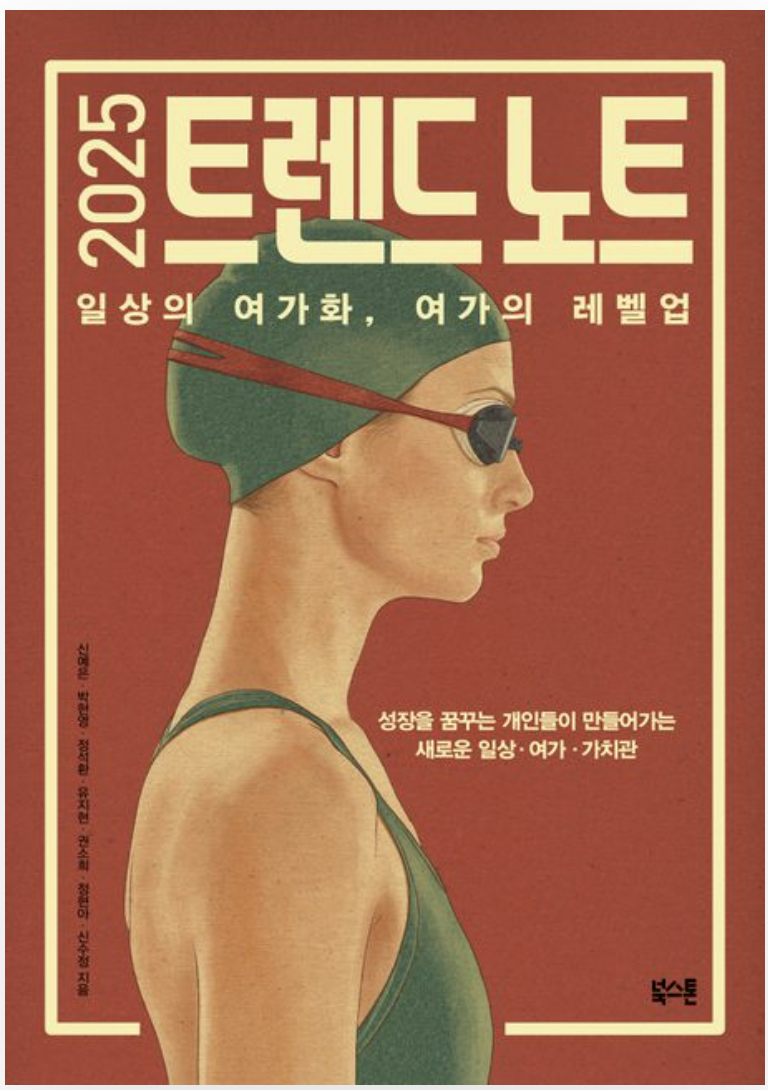 2025 트렌드 노트
일상의 여가화, 여가의 레벨업
성장을 꿈꾸는 개인들이 만들어가는
새로운 일상·여가·가치관
신예은·박현영·정석환·유지현·권소희·정현아·신수정 지음
북스톤